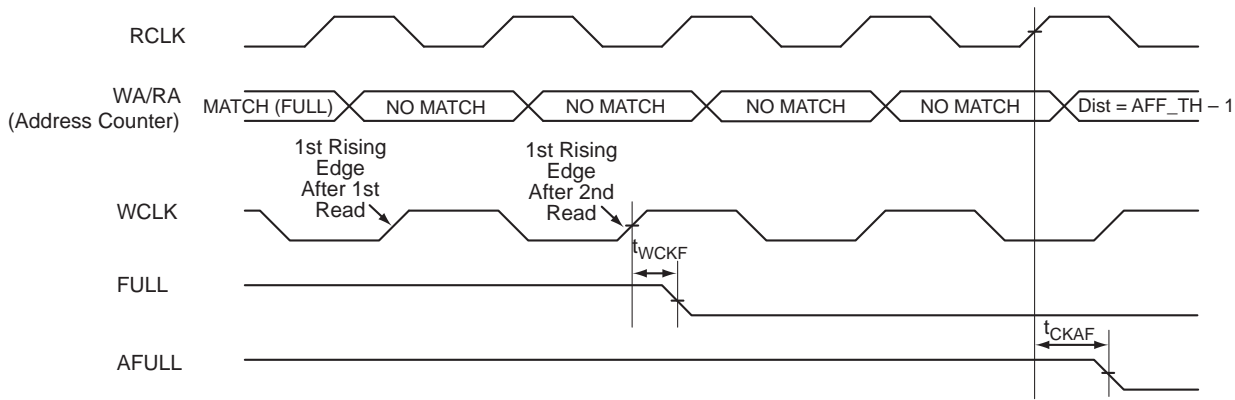 RCLK
WA/RA
(Address Counter)
MATCH (FULL)
NO MATCH
NO MATCH
NO MATCH
NO MATCH
Dist = AFF_TH – 1
1st Rising
Edge
After 1st
Read
1st Rising
Edge
After 2nd
Read
WCLK
tWCKF
FULL
tCKAF
AFULL